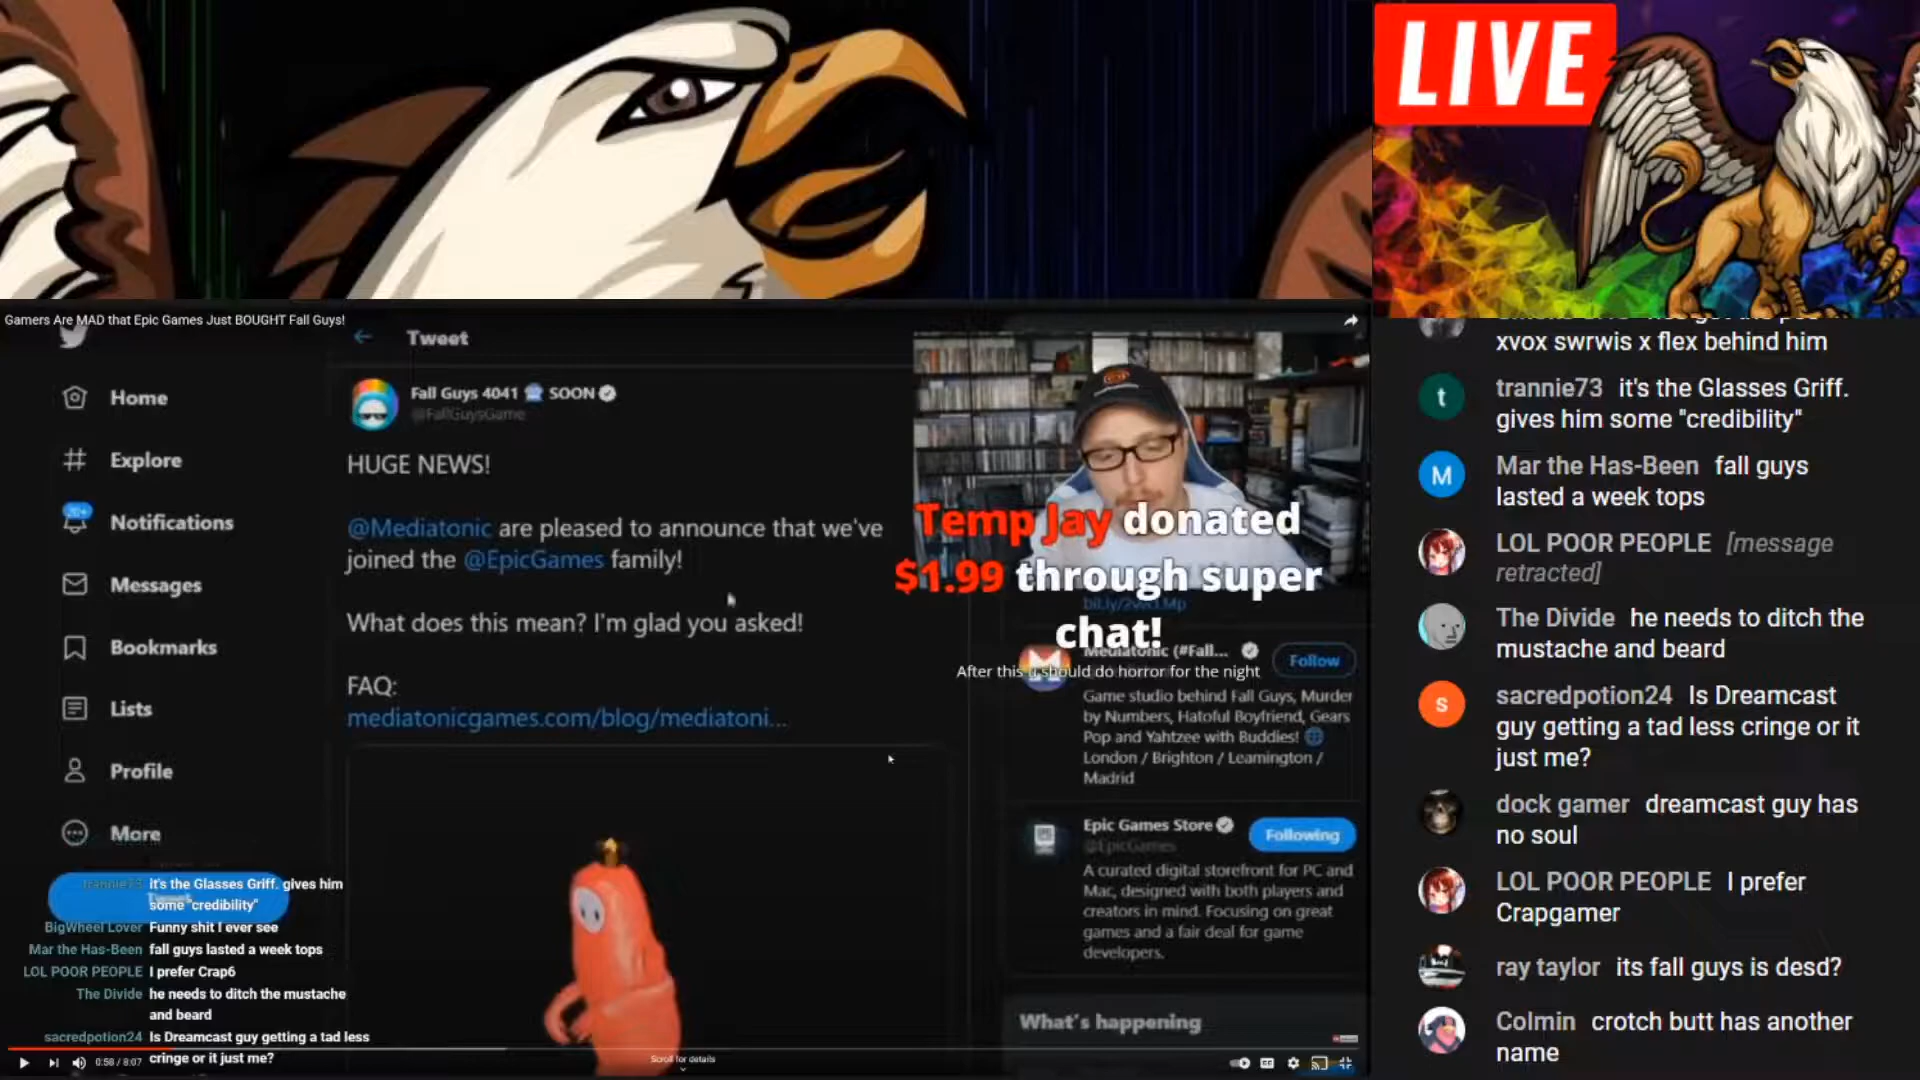 LIVE
Gamers Are MAD that Epic Games Just BOUGHT Fall Guys!
Tweet
Home
Explore
20+
Notifications
Messages
Bookmarks
Lists
Profile
More
Fall Guys 4041 SOON
@FallGuysGame
HUGE NEWS!
@Mediatonic are pleased to announce that we've
joined the @EpicGames family!
What does this mean? I'm glad you asked!
FAQ:
mediatonicgames.com/blog/mediatoni...
Temp Jay donated
$1.99 through super
chat!
After this u should do horror for the night
Mediatonic (#Fall...
Follow
Game studio behind Fall Guys, Murder
by Numbers, Hatoful Boyfriend, Gears
Pop and Yahtzee with Buddies!
London / Brighton / Leamington /
Madrid
Epic Games Store
@EpicGames
Following
A curated digital storefront for PC and
Mac, designed with both players and
creators in mind. Focusing on great
games and a fair deal for game
developers.
What's happening
Tweet
trannie73 it's the Glasses Griff. gives him
some "credibility"
BigWheel Lover Funny shit I ever see
Mar the Has-Been fall guys lasted a week tops
LOL POOR PEOPLE I prefer Crap6
The Divide he needs to ditch the mustache
and beard
sacredpotion24 Is Dreamcast guy getting a tad less
cringe or it just me?
0:58 / 8:07
Scroll for details
xvox swrwis x flex behind him
t
trannie73 it's the Glasses Griff.
gives him some "credibility"
M
Mar the Has-Been fall guys
lasted a week tops
LOL POOR PEOPLE [message
retracted]
The Divide he needs to ditch the
mustache and beard
s
sacredpotion24 Is Dreamcast
guy getting a tad less cringe or it
just me?
dock gamer dreamcast guy has
no soul
LOL POOR PEOPLE I prefer
Crapgamer
ray taylor its fall guys is desd?
Colmin crotch butt has another
name